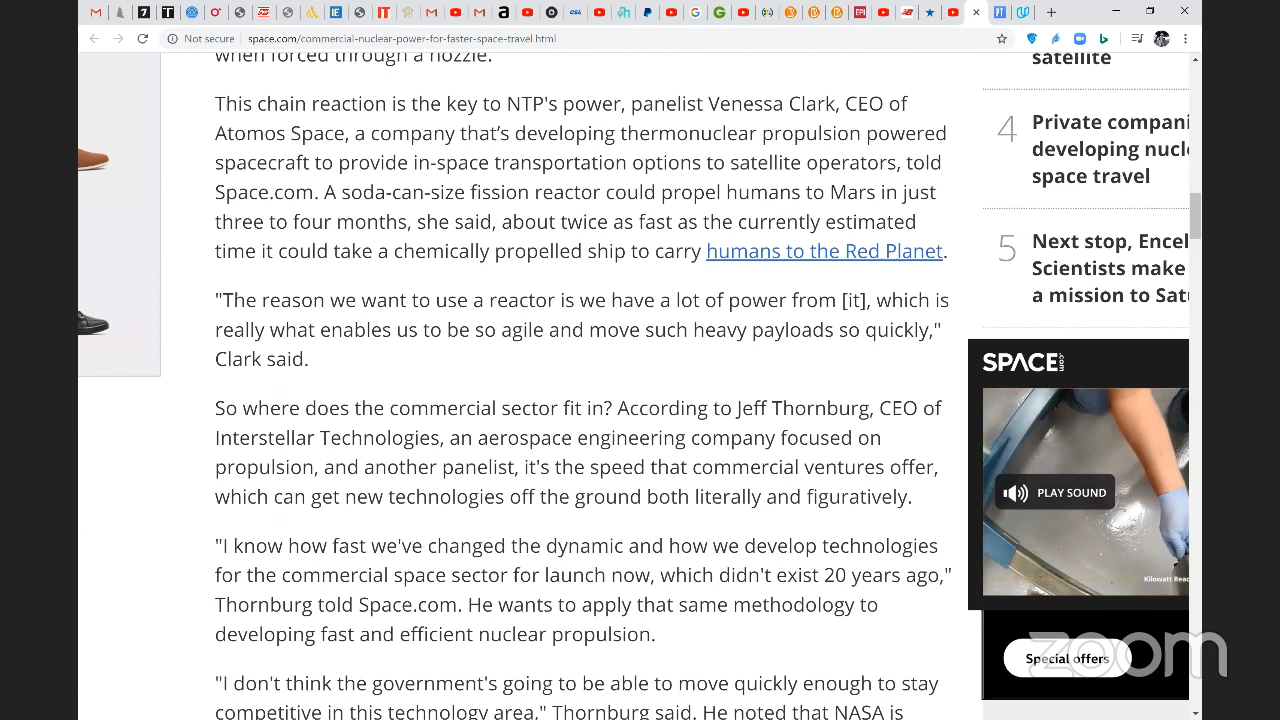 Not secure
space.com/commercial-nuclear-power-for-faster-space-travel.html
when forced through a nozzle.
This chain reaction is the key to NTP's power, panelist Venessa Clark, CEO of
Atomos Space, a company that's developing thermonuclear propulsion powered
spacecraft to provide in-space transportation options to satellite operators, told
Space.com. A soda-can-size fission reactor could propel humans to Mars in just
three to four months, she said, about twice as fast as the currently estimated
time it could take a chemically propelled ship to carry humans to the Red Planet.
"The reason we want to use a reactor is we have a lot of power from [it], which is
really what enables us to be so agile and move such heavy payloads so quickly,"
Clark said.
So where does the commercial sector fit in? According to Jeff Thornburg, CEO of
Interstellar Technologies, an aerospace engineering company focused on
propulsion, and another panelist, it's the speed that commercial ventures offer,
which can get new technologies off the ground both literally and figuratively.
"I know how fast we've changed the dynamic and how we develop technologies
for the commercial space sector for launch now, which didn't exist 20 years ago,"
Thornburg told Space.com. He wants to apply that same methodology to
developing fast and efficient nuclear propulsion.
"I don't think the government's going to be able to move quickly enough to stay
competitive in this technology area," Thornburg said. He noted that NASA is
satellite
4
Private compani
developing nucl
space travel
5
Next stop, Encel
Scientists make
a mission to Sat
SPACE.com
PLAY SOUND
Kilowatt Reac
Special offers
zoom